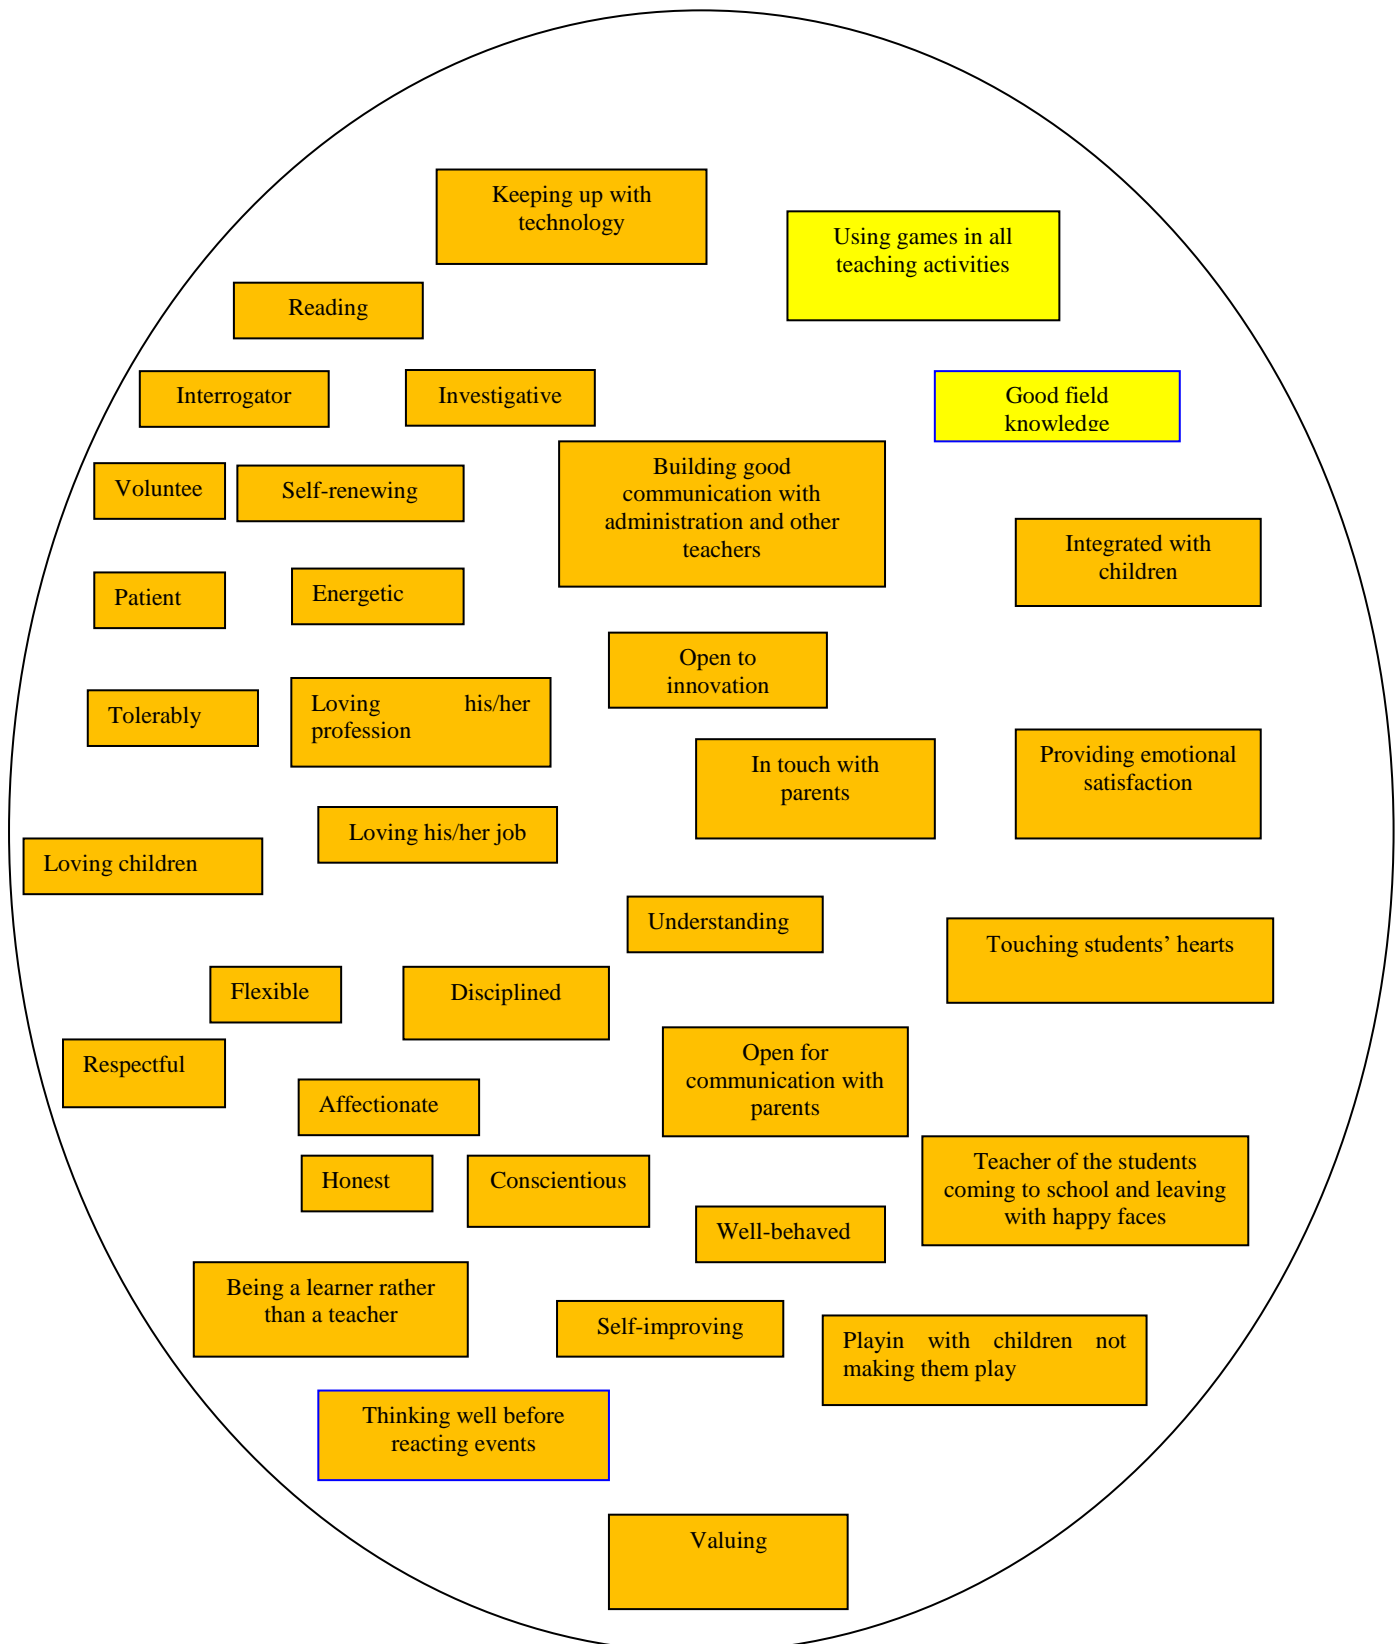 Keeping up with
technology
Using games in all
teaching activities
Reading
Interrogator
Investigative
Good field
knowledge
Building good
communication with
administration and other
teachers
Voluntee
Self-renewing
Integrated with
children
Patient
Energetic
Open to
innovation
Tolerably
Loving his/her
profession
In touch with
parents
Providing emotional
satisfaction
Loving his/her job
Loving children
Understanding
Touching students’ hearts
Flexible
Disciplined
Respectful
Open for
communication with
parents
Affectionate
Honest
Conscientious
Teacher of the students
coming to school and leaving
with happy faces
Well-behaved
Being a learner rather
than a teacher
Self-improving
Playin with children not
making them play
Thinking well before
reacting events
Valuing